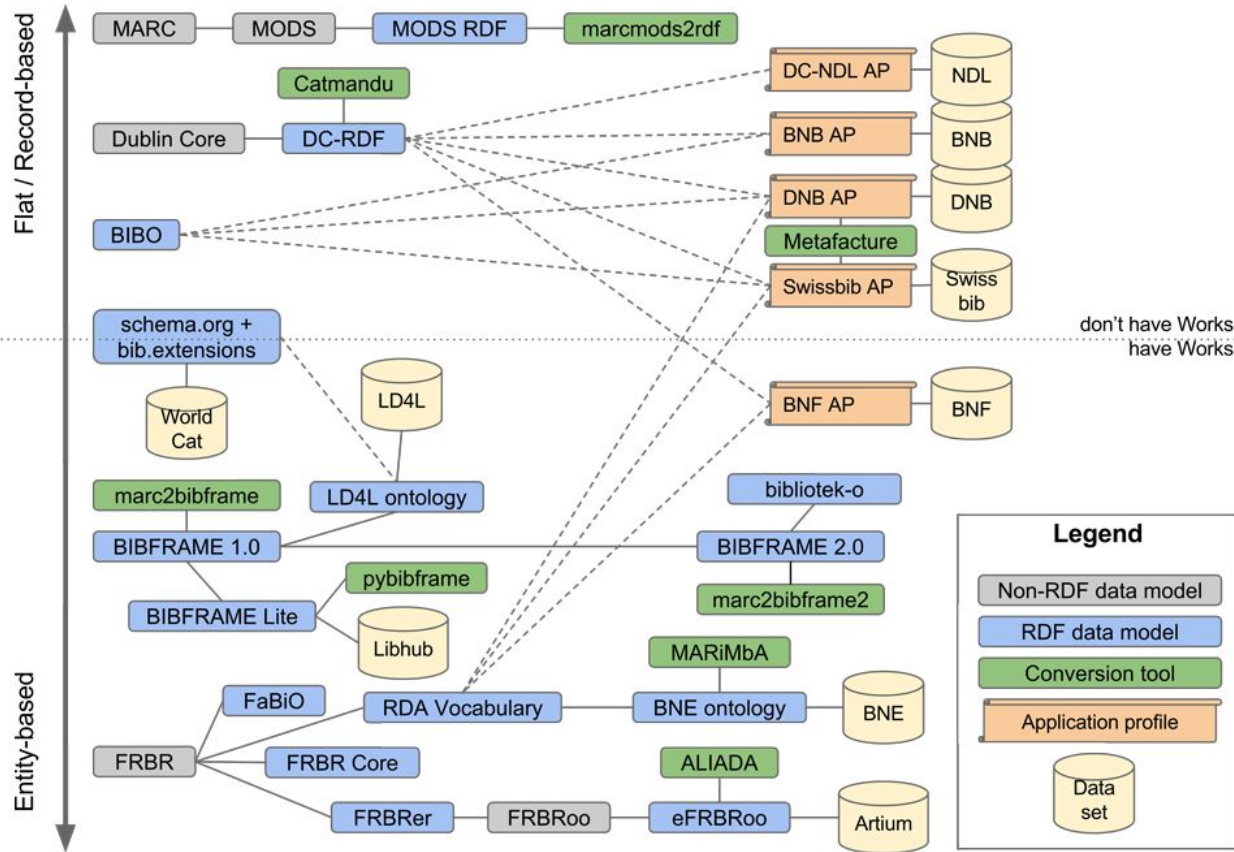 Flat / Record-based
Entity-based
MARC
MODS
MODS RDF
marcmods2rdf
Catmandu
Dublin Core
DC-RDF
BIBO
DC-NDL AP
NDL
BNB AP
BNB
DNB AP
DNB
Metafacture
Swissbib AP
Swiss
bib
schema.org +
bib.extensions
don't have Works
have Works
World
Cat
LD4L
BNF AP
BNF
marc2bibframe
LD4L ontology
bibliotek-o
BIBFRAME 1.0
BIBFRAME 2.0
pybibframe
marc2bibframe2
BIBFRAME Lite
Libhub
MARiMbA
FaBiO
RDA Vocabulary
BNE ontology
BNE
FRBR
FRBR Core
ALIADA
FRBRer
FRBRoo
eFRBRoo
Artium
Legend
Non-RDF data model
RDF data model
Conversion tool
Application profile
Data
set